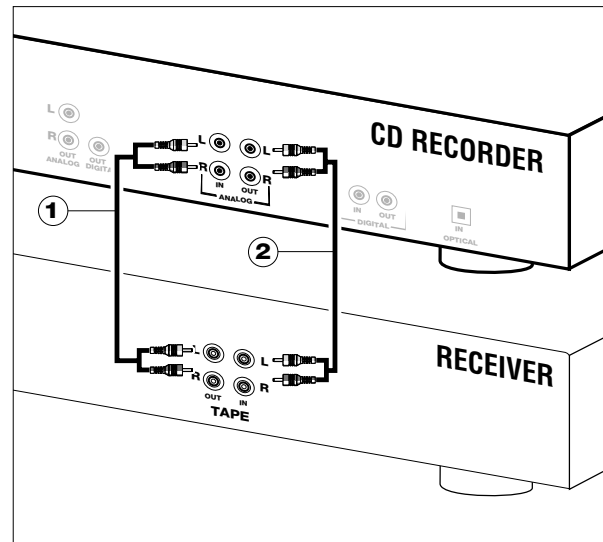 CD RECORDER
L
R
OUT
ANALOG
OUT
DIGITA
L
R
IN
OUT
L
R
ANALOG
IN
OUT
DIGITAL
IN
OPTICAL
1
2
RECEIVER
L
R
OUT
IN
L
R
TAPE